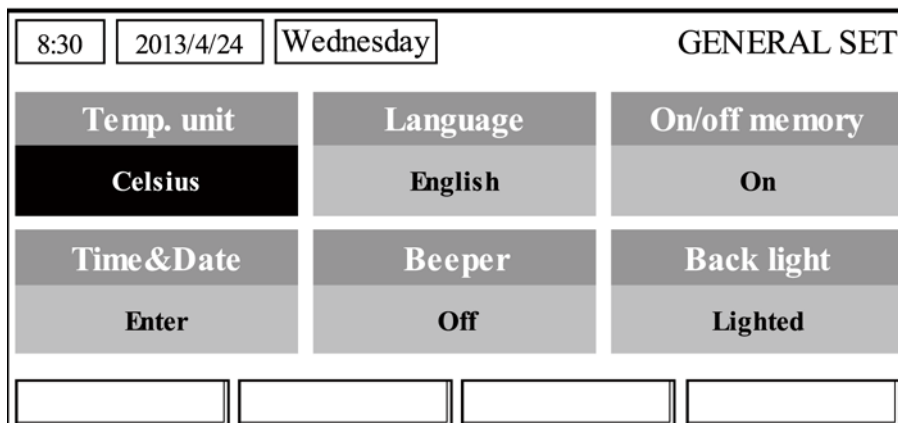 8:30 2013/4/24 Wednesday GENERAL SET
Temp. unit Language On/off memory
Celsius English On
Time&Date Beeper Back light
Enter Off Lighted